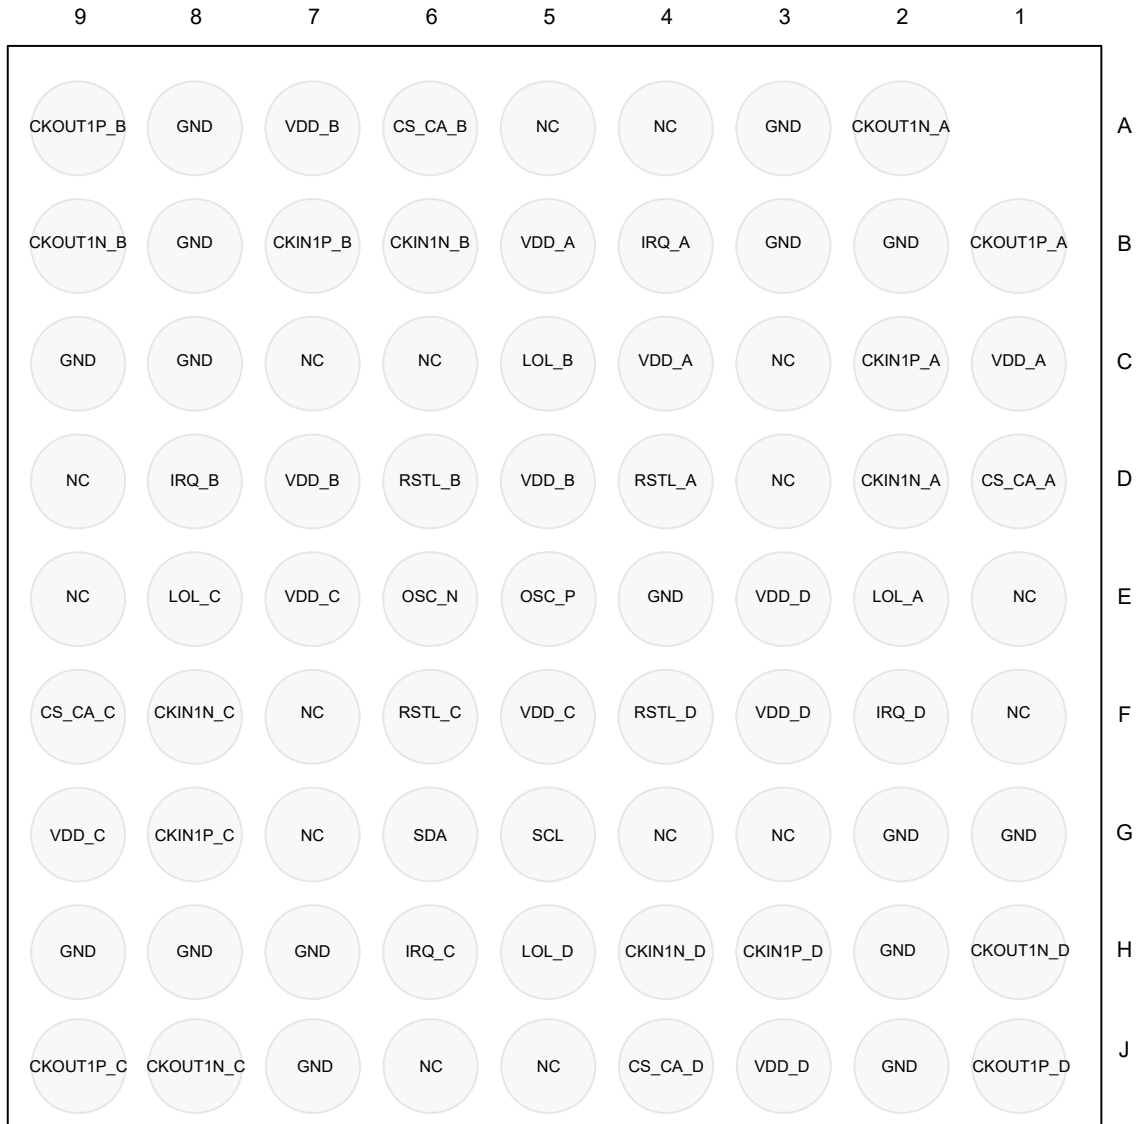 9 8 7 6 5 4 3 2 1
CKOUT1P_B GND VDD_B CS_CA_B NC NC GND CKOUT1N_A A
CKOUT1N_B GND CKIN1P_B CKIN1N_B VDD_A IRQ_A GND GND CKOUT1P_A B
GND GND NC NC LOL_B VDD_A NC CKIN1P_A VDD_A C
NC IRQ_B VDD_B RSTL_B VDD_B RSTL_A NC CKIN1N_A CS_CA_A D
NC LOL_C VDD_C OSC_N OSC_P GND VDD_D LOL_A NC E
CS_CA_C CKIN1N_C NC RSTL_C VDD_C RSTL_D VDD_D IRQ_D NC F
VDD_C CKIN1P_C NC SDA SCL NC NC GND GND G
GND GND GND IRQ_C LOL_D CKIN1N_D CKIN1P_D GND CKOUT1N_D H
CKOUT1P_C CKOUT1N_C GND NC NC CS_CA_D VDD_D GND CKOUT1P_D J